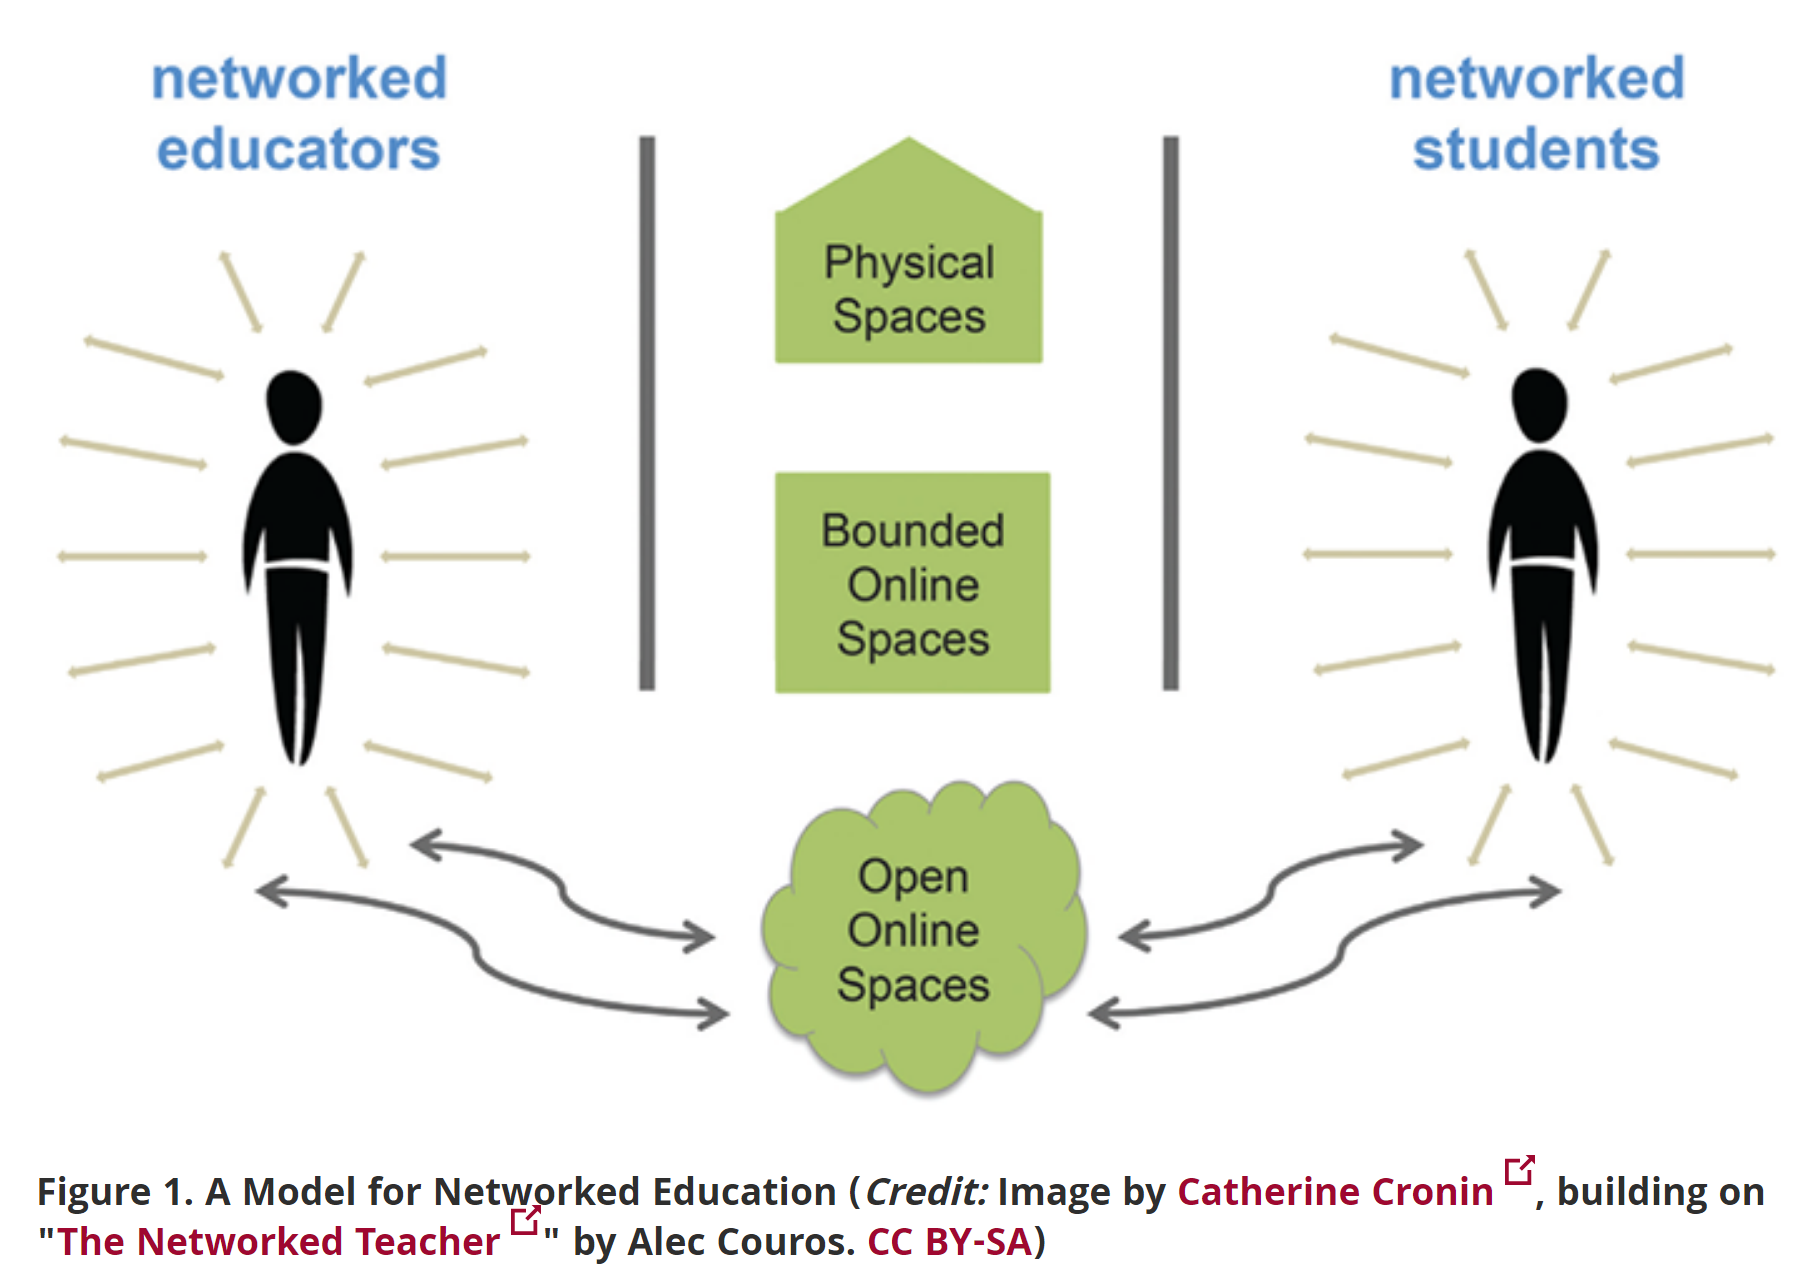 networked
educators
networked
students
Physical
Spaces
Bounded
Online
Spaces
Open
Online
Spaces
Figure 1. A Model for Networked Education (Credit: Image by Catherine Cronin, building on
"The Networked Teacher" by Alec Couros. CC BY-SA)